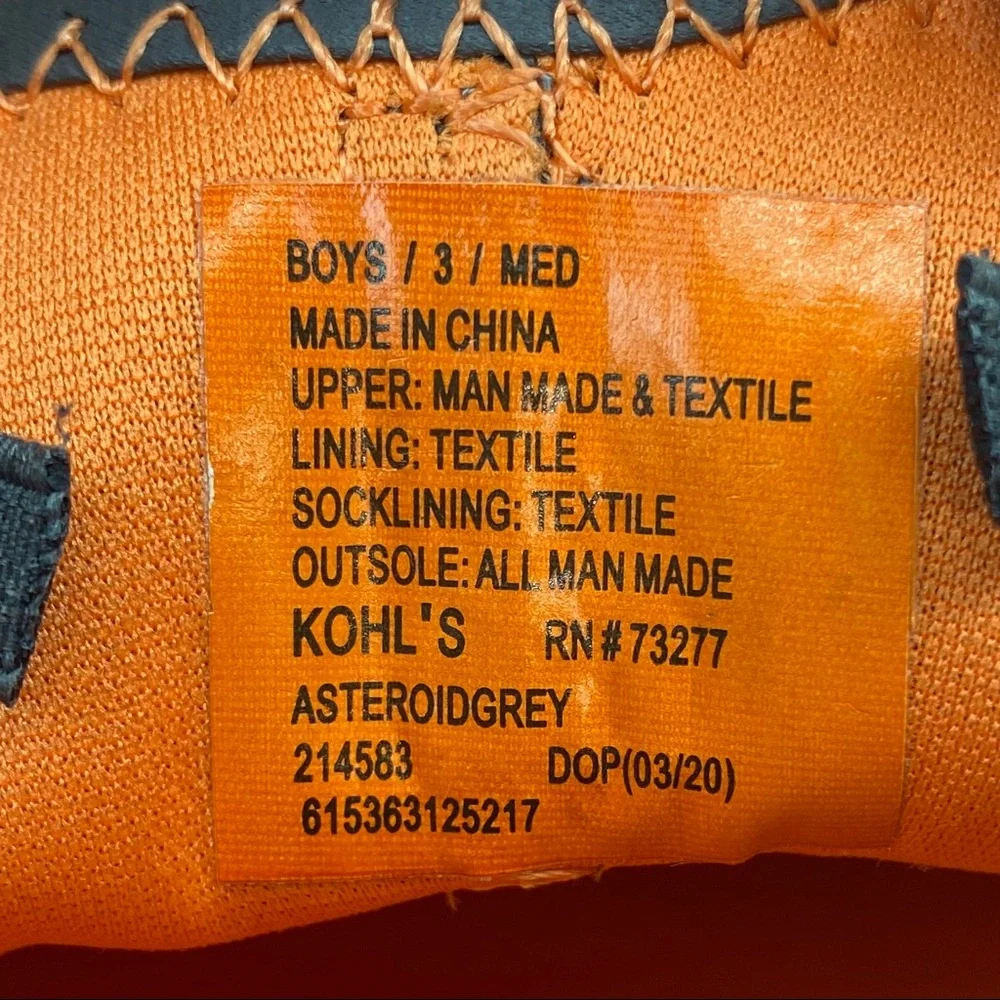 BOYS / 3 / MED
MADE IN CHINA
UPPER: MAN MADE & TEXTILE
LINING: TEXTILE
SOCKLINING: TEXTILE
OUTSOLE: ALL MAN MADE
KOHL'S RN # 73277
ASTEROIDGREY
214583 DOP(03/20)
615363125217